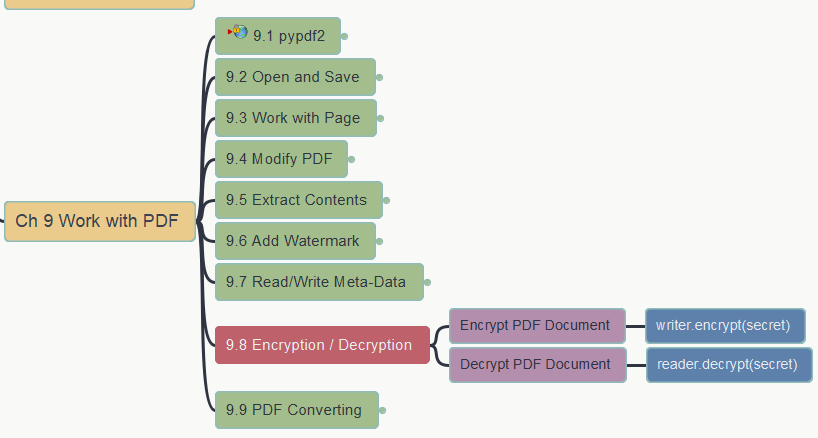 9.1 pypdf2
9.2 Open and Save
9.3 Work with Page
9.4 Modify PDF
9.5 Extract Contents
Ch 9 Work with PDF
9.6 Add Watermark
9.7 Read/Write Meta-Data
9.8 Encryption / Decryption
Encrypt PDF Document
writer.encrypt(secret)
Decrypt PDF Document
reader.decrypt(secret)
9.9 PDF Converting